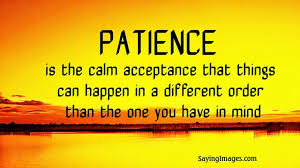 PATIENCE
is the calm acceptance that things
can happen in a different order
than the one you have in mind
SayingImages.com